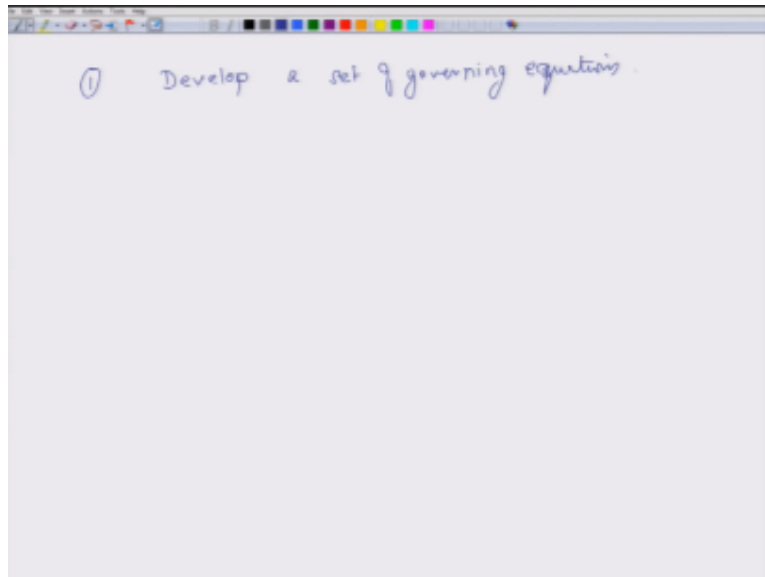 ① Develop a set of governing equations.